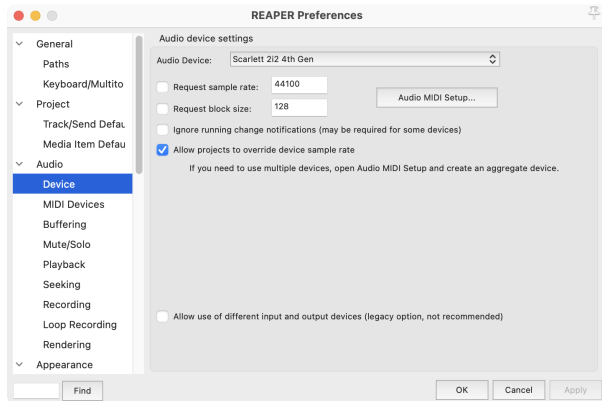 REAPER Preferences
General
Paths
Keyboard/Multito
Project
Track/Send Defau
Media Item Defau
Audio
Device
MIDI Devices
Buffering
Mute/Solo
Playback
Seeking
Recording
Loop Recording
Rendering
Appearance
Find
Audio device settings
Audio Device: Scarlett 2i2 4th Gen
Request sample rate: 44100
Request block size: 128
Audio MIDI Setup...
Ignore running change notifications (may be required for some devices)
Allow projects to override device sample rate
If you need to use multiple devices, open Audio MIDI Setup and create an aggregate device.
Allow use of different input and output devices (legacy option, not recommended)
OK Cancel Apply